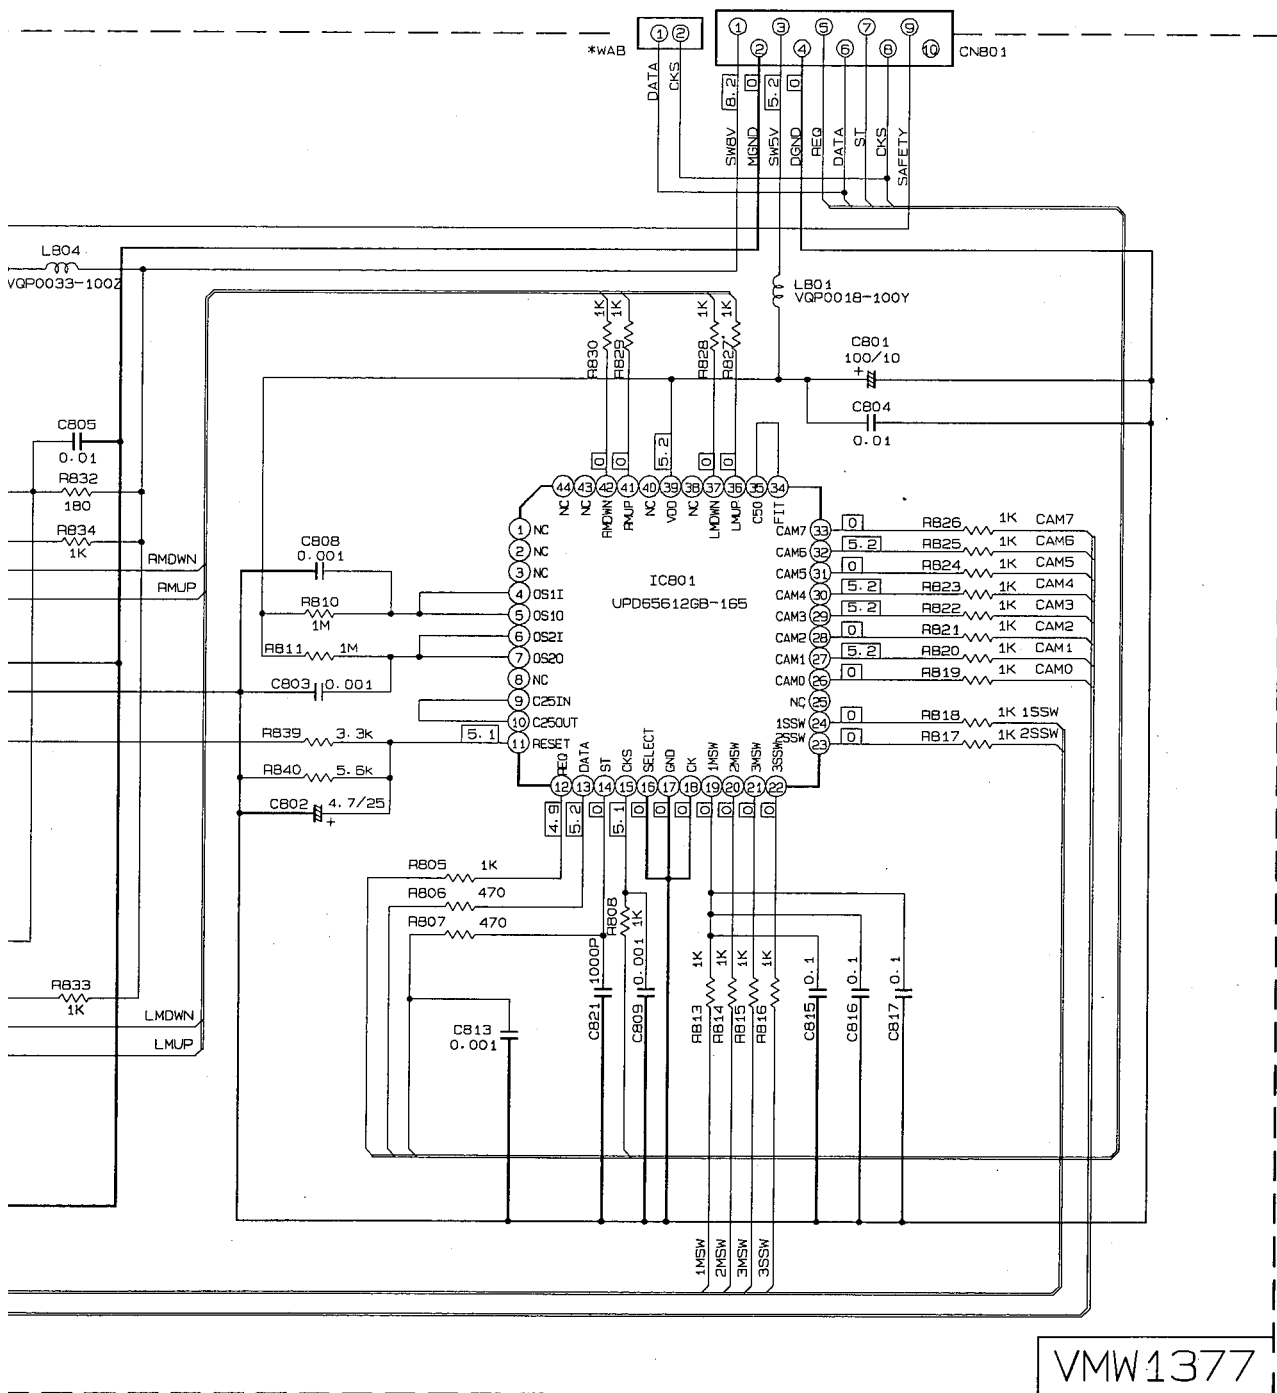 *WAB
1 2
1 3 5 7 9
2 4 6 8 10
CN801
DATA
CKS
8.2
0
5.2
0
SW8V
MGND
SW5V
DGND
REQ
DATA
ST
CKS
SAFETY
L804
VQP0033-100Z
L801
VQP0018-100Y
R830 1K
R829 1K
R828 1K
R827 1K
C801
100/10
+
C804
0.01
C805
0.01
R832
180
R834
1K
RMDWN
RMUP
0
0
5.2
0
0
44 43 42 41 40 39 38 37 36 35 34
NC
NC
RMDWN
RMUP
NC
VDD
NC
LMDWN
LMUP
C50
FIT
C808
0.001
R810
1M
R811 1M
C803 0.001
R839 3.3K
R840 5.6K
C802 4.7/25
+
5.1
1 NC
2 NC
3 NC
4 OS1I
5 OS1O
6 OS2I
7 OS2O
8 NC
9 C25IN
10 C25OUT
11 RESET
IC801
UPD65612GB-165
CAM7 33 0 R826 1K CAM7
CAM6 32 5.2 R825 1K CAM6
CAM5 31 0 R824 1K CAM5
CAM4 30 5.2 R823 1K CAM4
CAM3 29 5.2 R822 1K CAM3
CAM2 28 0 R821 1K CAM2
CAM1 27 5.2 R820 1K CAM1
CAM0 26 0 R819 1K CAM0
NC 25
1SSW 24 0 R818 1K 1SSW
2SSW 23 0 R817 1K 2SSW
REQ
DATA
ST
CKS
SELECT
GND
CK
1MSW
2MSW
3MSW
3SSW
12 13 14 15 16 17 18 19 20 21 22
4.9
5.2
0
5.1
0
0
0
0
0
0
0
R805 1K
R806 470
R807 470
R808 1K
C821 1000P
C809 0.001
C813
0.001
R813 1K
R814 1K
R815 1K
R816 1K
C815 0.1
C816 0.1
C817 0.1
R833
1K
LMDWN
LMUP
1MSW
2MSW
3MSW
3SSW
VMW1377